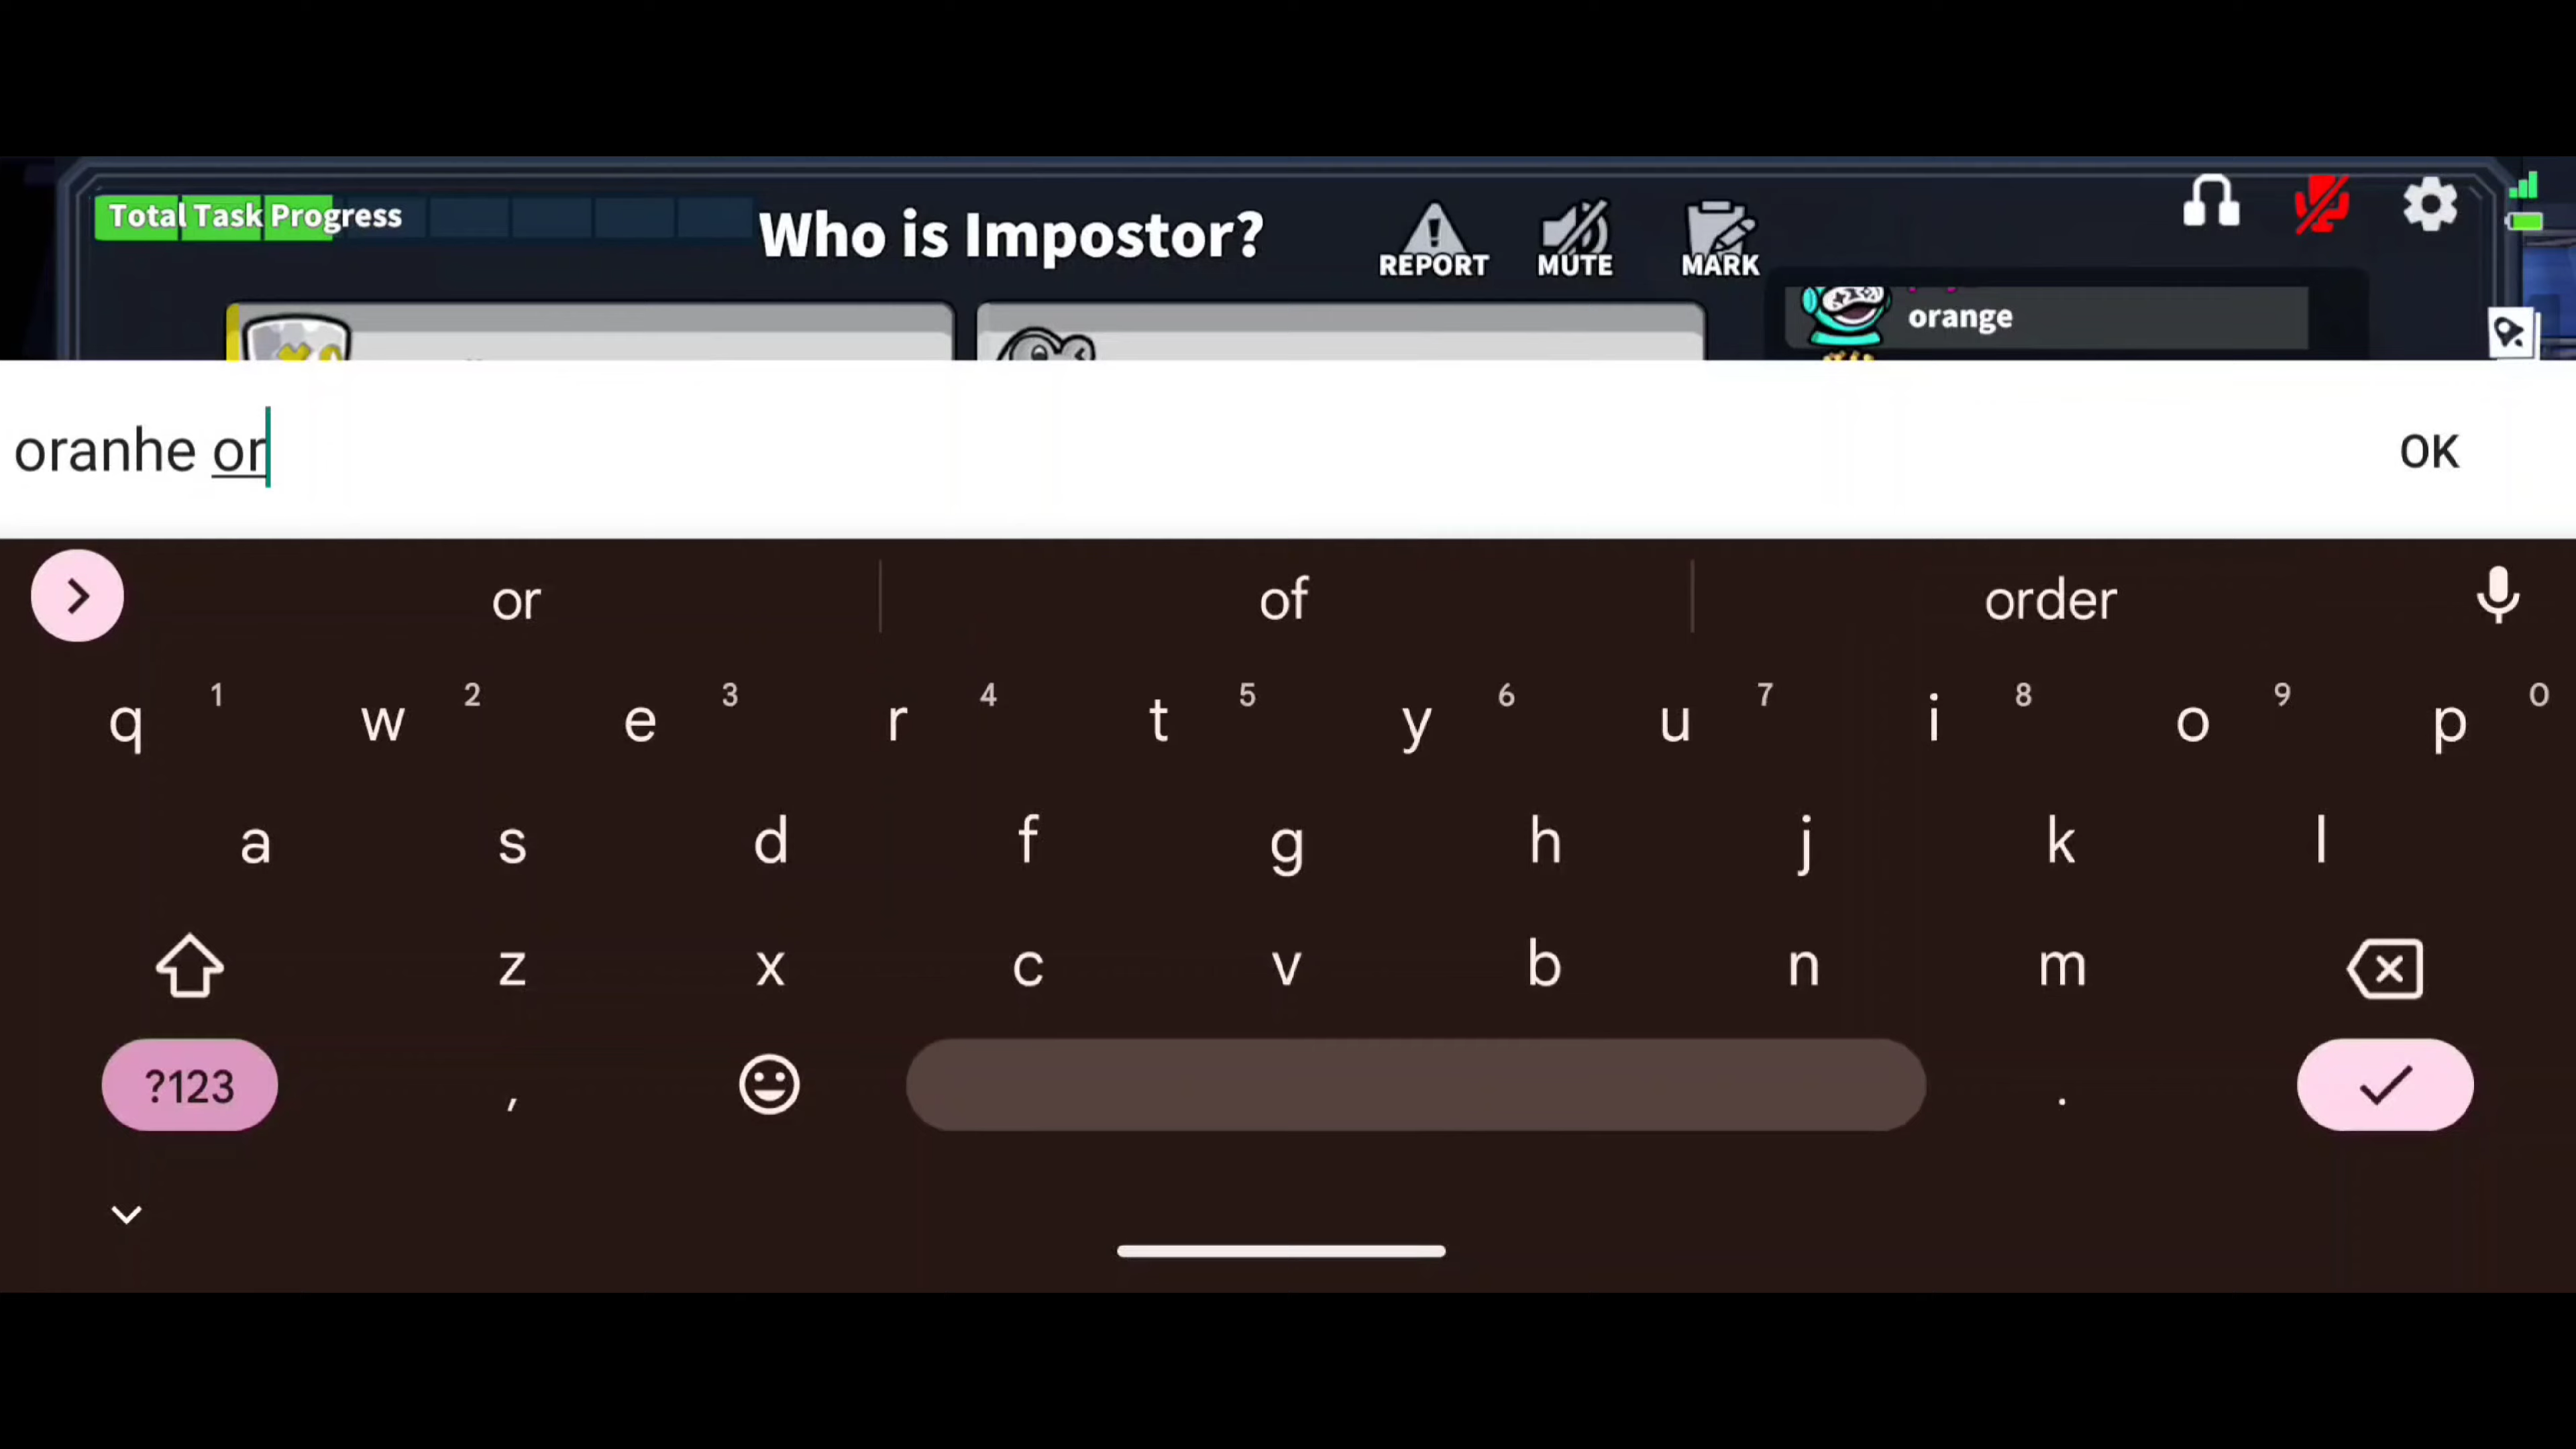 Total Task Progress
Who is Impostor?
REPORT
MUTE
MARK
orange
oranhe or
OK
or
of
order
q 1 w 2 e 3 r 4 t 5 y 6 u 7 i 8 o 9 p 0
a s d f g h j k l
z x c v b n m
?123 , .